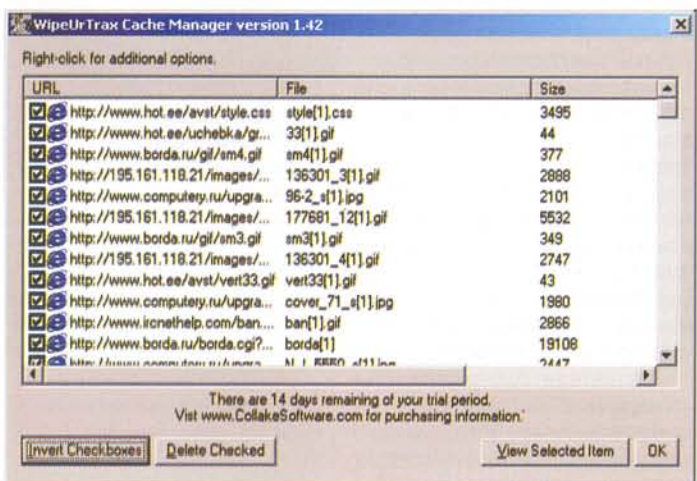 WipeUrTrax Cache Manager version 1.42
Right-click for additional options.
URL File Size
http://www.hot.ee/avst/style.css style[1].css 3495
http://www.hot.ee/uchebka/gr... 33[1].gif 44
http://www.borda.ru/gif/sm4.gif sm4[1].gif 377
http://195.161.118.21/images/... 136301_3[1].gif 2888
http://www.computery.ru/upgra... 96-2_s[1].jpg 2101
http://195.161.118.21/images/... 177681_12[1].gif 5532
http://www.borda.ru/gif/sm3.gif sm3[1].gif 349
http://195.161.118.21/images/... 136301_4[1].gif 2747
http://www.hot.ee/avst/vert33.gif vert33[1].gif 43
http://www.computery.ru/upgra... cover_71_s[1].jpg 1980
http://www.ircnethelp.com/ban.... ban[1].gif 2866
http://www.borda.ru/borda.cgi?... borda[1] 19108
http://www.computery.ru/upgra 2447
There are 14 days remaining of your trial period.
Vist www.CollakeSoftware.com for purchasing information.'
Invert Checkboxes Delete Checked View Selected Item OK